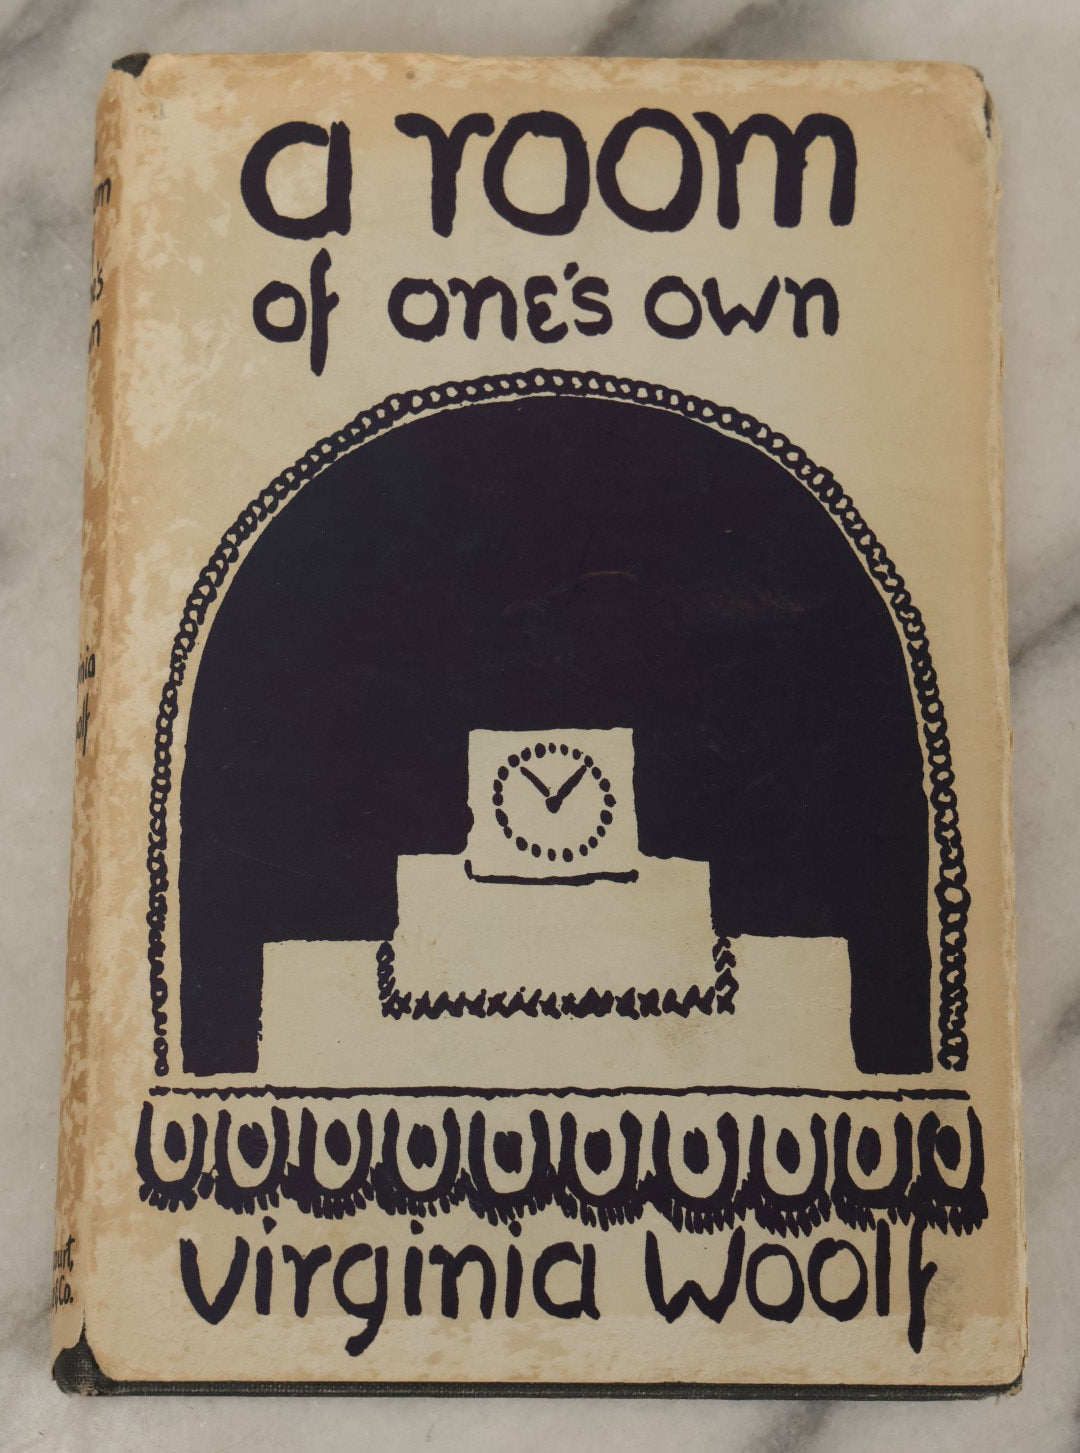 a room
of one's own
virginia Woolf